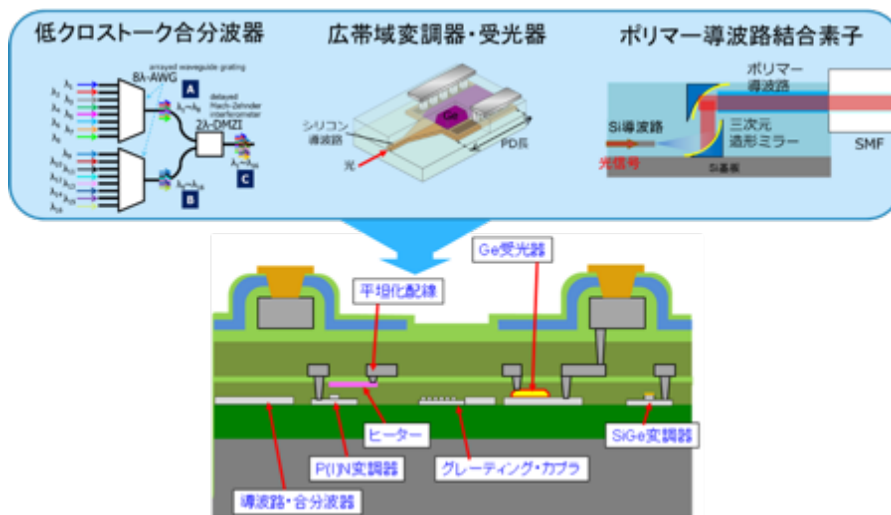 低クロストーク合分波器
広帯域変調器・受光器
ポリマー導波路結合素子
arrayed waveguide grating
8λ-AWG
A
delayed
Mach-Zehnder
interferometer
2λ-DMZI
B
C
Ge
シリコン
導波路
光
PD長
ポリマー
導波路
Si導波路
光信号
三次元
造形ミラー
Si基板
SMF
Ge受光器
平坦化配線
ヒーター
SiGe変調器
P(I)N変調器
グレーティング・カプラ
導波路・合分波器